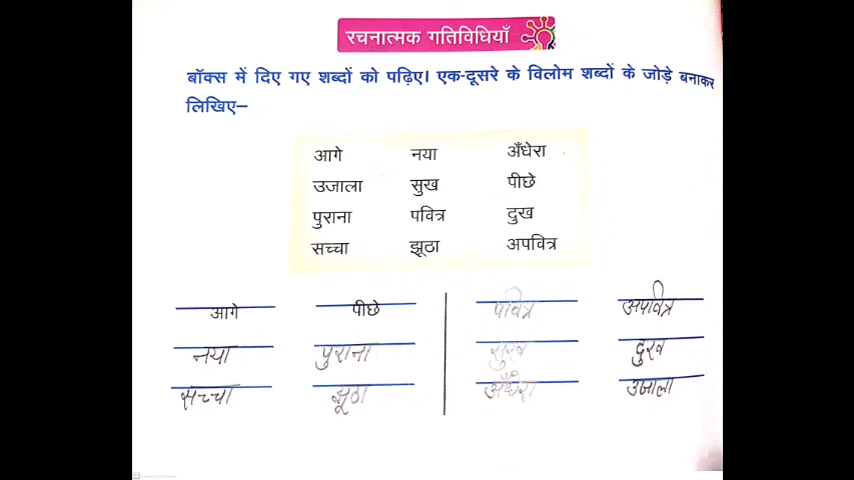 रचनात्मक गतिविधियाँ
बॉक्स में दिए गए शब्दों को पढ़िए। एक-दूसरे के विलोम शब्दों के जोड़े बनाकर
लिखिए–
आगे नया अँधेरा
उजाला सुख पीछे
पुराना पवित्र दुख
सच्चा झूठा अपवित्र
आगे पीछे पवित्र अपवित्र
नया पुराना सुख दुख
सच्चा झूठा अँधेरा उजाला